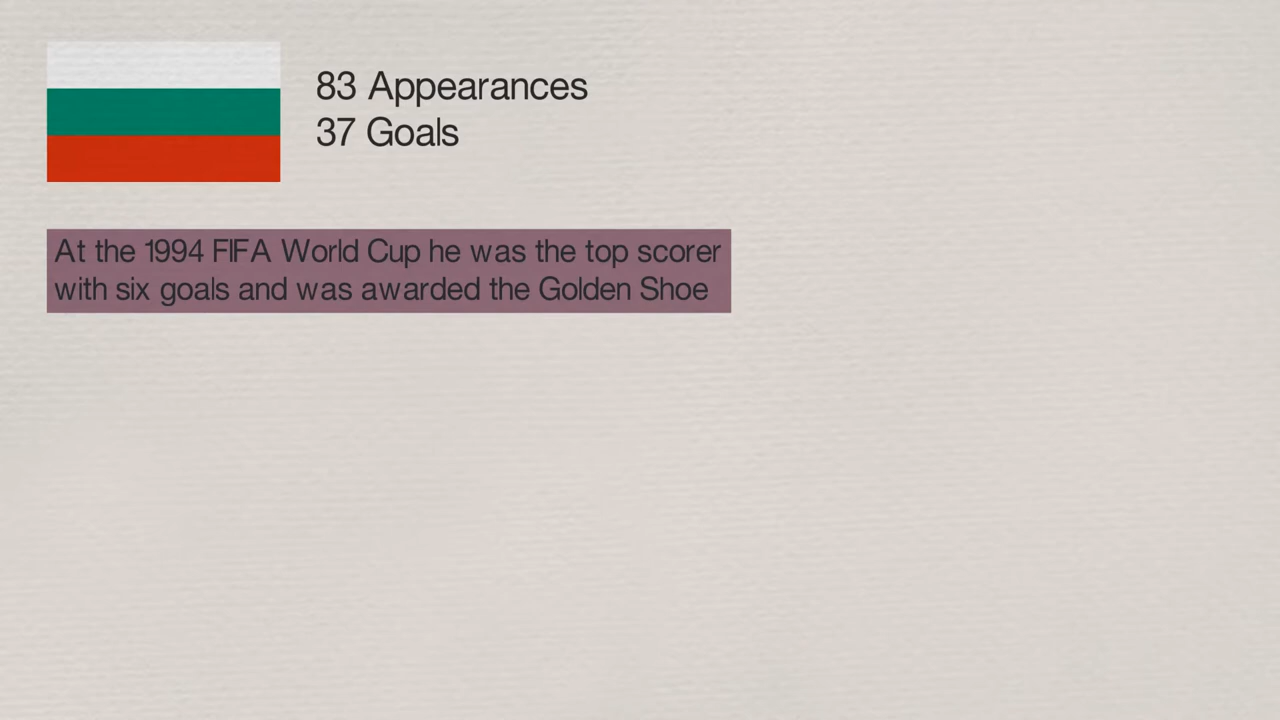 83 Appearances
37 Goals
At the 1994 FIFA World Cup he was the top scorer
with six goals and was awarded the Golden Shoe